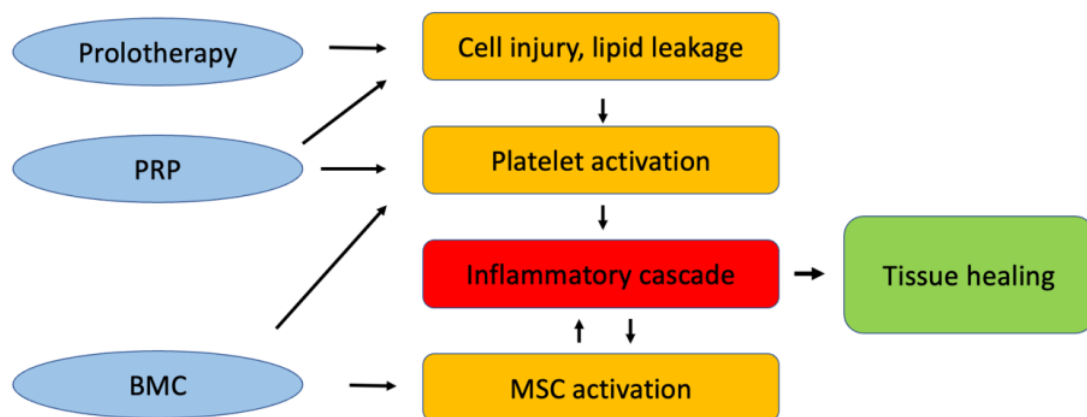 Prolotherapy
Cell injury, lipid leakage
PRP
Platelet activation
Inflammatory cascade
Tissue healing
BMC
MSC activation